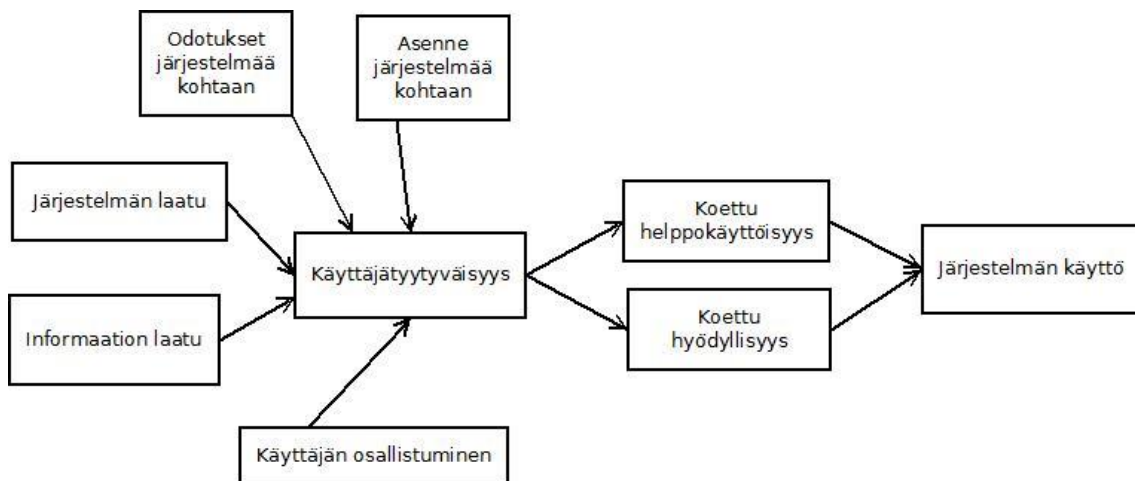 Odotukset
järjestelmää
kohtaan
Asenne
järjestelmää
kohtaan
Järjestelmän laatu
Informaation laatu
Käyttäjätyytyväisyys
Käyttäjän osallistuminen
Koettu
helppokäyttöisyys
Koettu
hyödyllisyys
Järjestelmän käyttö